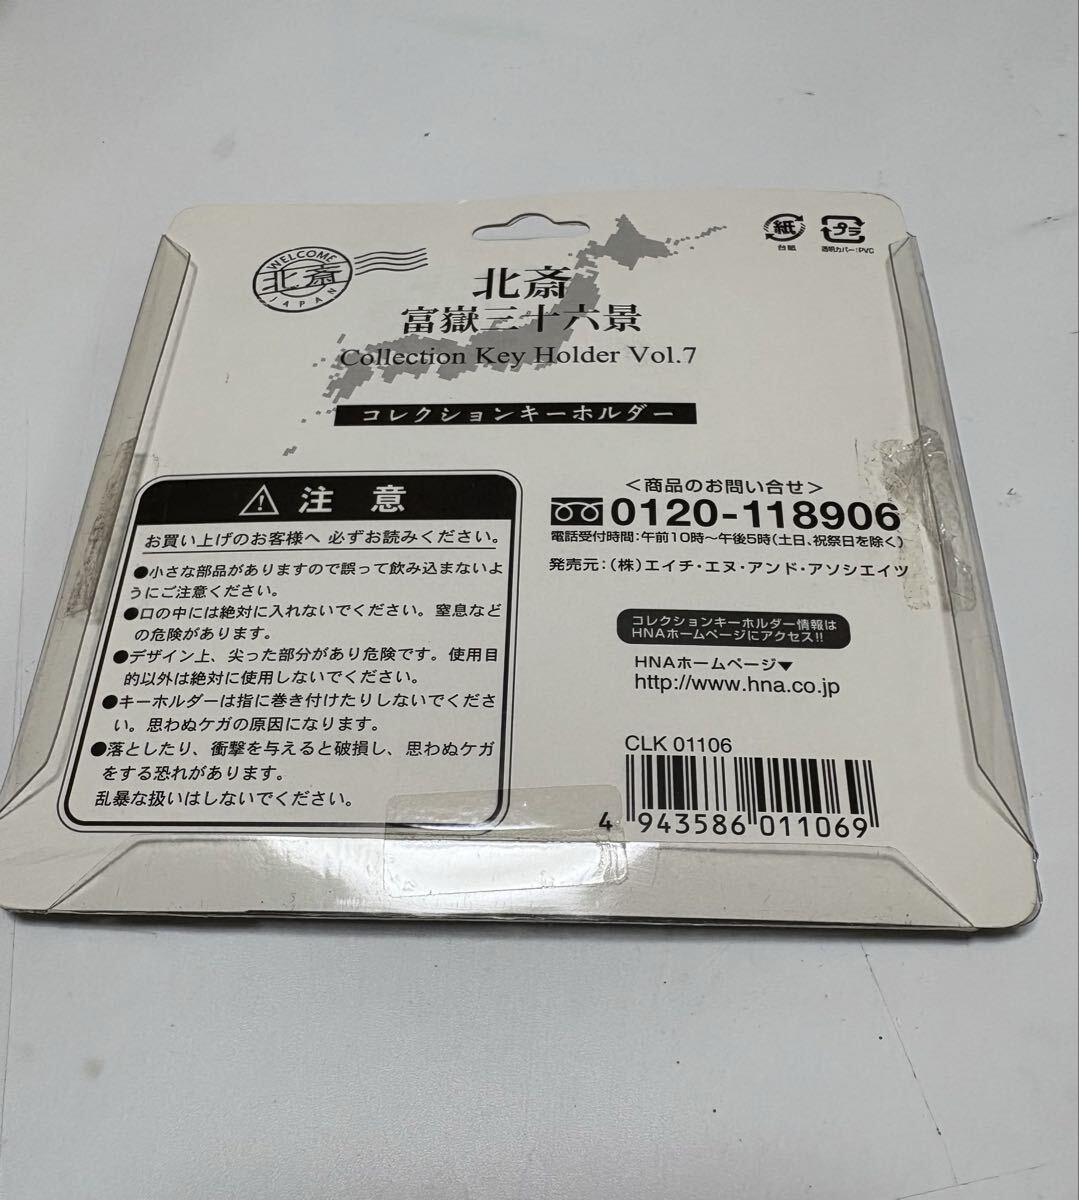 WELCOME
北斎
JAPAN
紙
台紙
プラ
透明カバー:PVC
北斎
富嶽三十六景
Collection Key Holder Vol.7
コレクションキーホルダー
注 意
お買い上げのお客様へ 必ずお読みください。
●小さな部品がありますので誤って飲み込まないよ
うにご注意ください。
●口の中には絶対に入れないでください。窒息など
の危険があります。
●デザイン上、尖った部分があり危険です。使用目
的以外は絶対に使用しないでください。
●キーホルダーは指に巻き付けたりしないでくださ
い。思わぬケガの原因になります。
●落としたり、衝撃を与えると破損し、思わぬケガ
をする恐れがあります。
乱暴な扱いはしないでください。
<商品のお問い合せ>
0120-118906
電話受付時間:午前10時~午後5時(土日、祝祭日を除く)
発売元:(株)エイチ・エヌ・アンド・アソシエイツ
コレクションキーホルダー情報は
HNAホームページにアクセス!!
HNAホームページ▼
http://www.hna.co.jp
CLK 01106
4 943586 011069